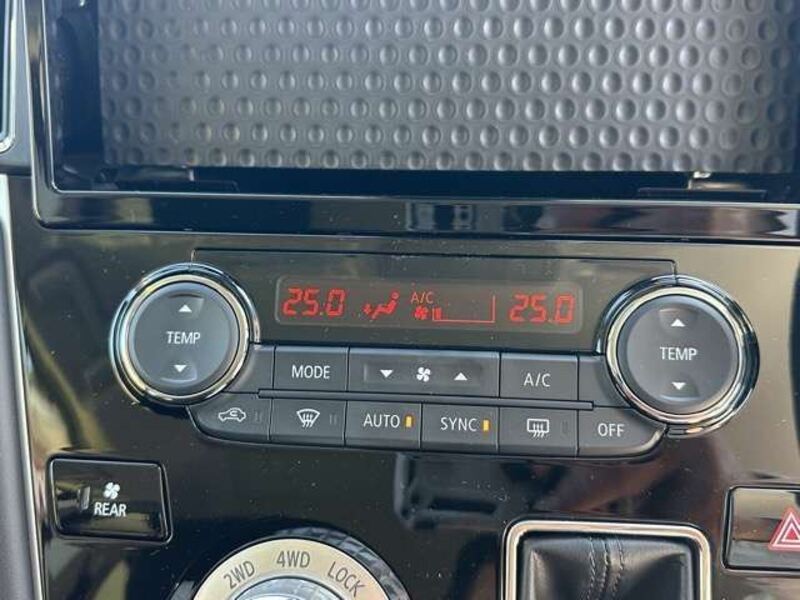 25.0 A/C 25.0
TEMP
TEMP
MODE A/C
AUTO SYNC OFF
REAR
2WD 4WD LOCK